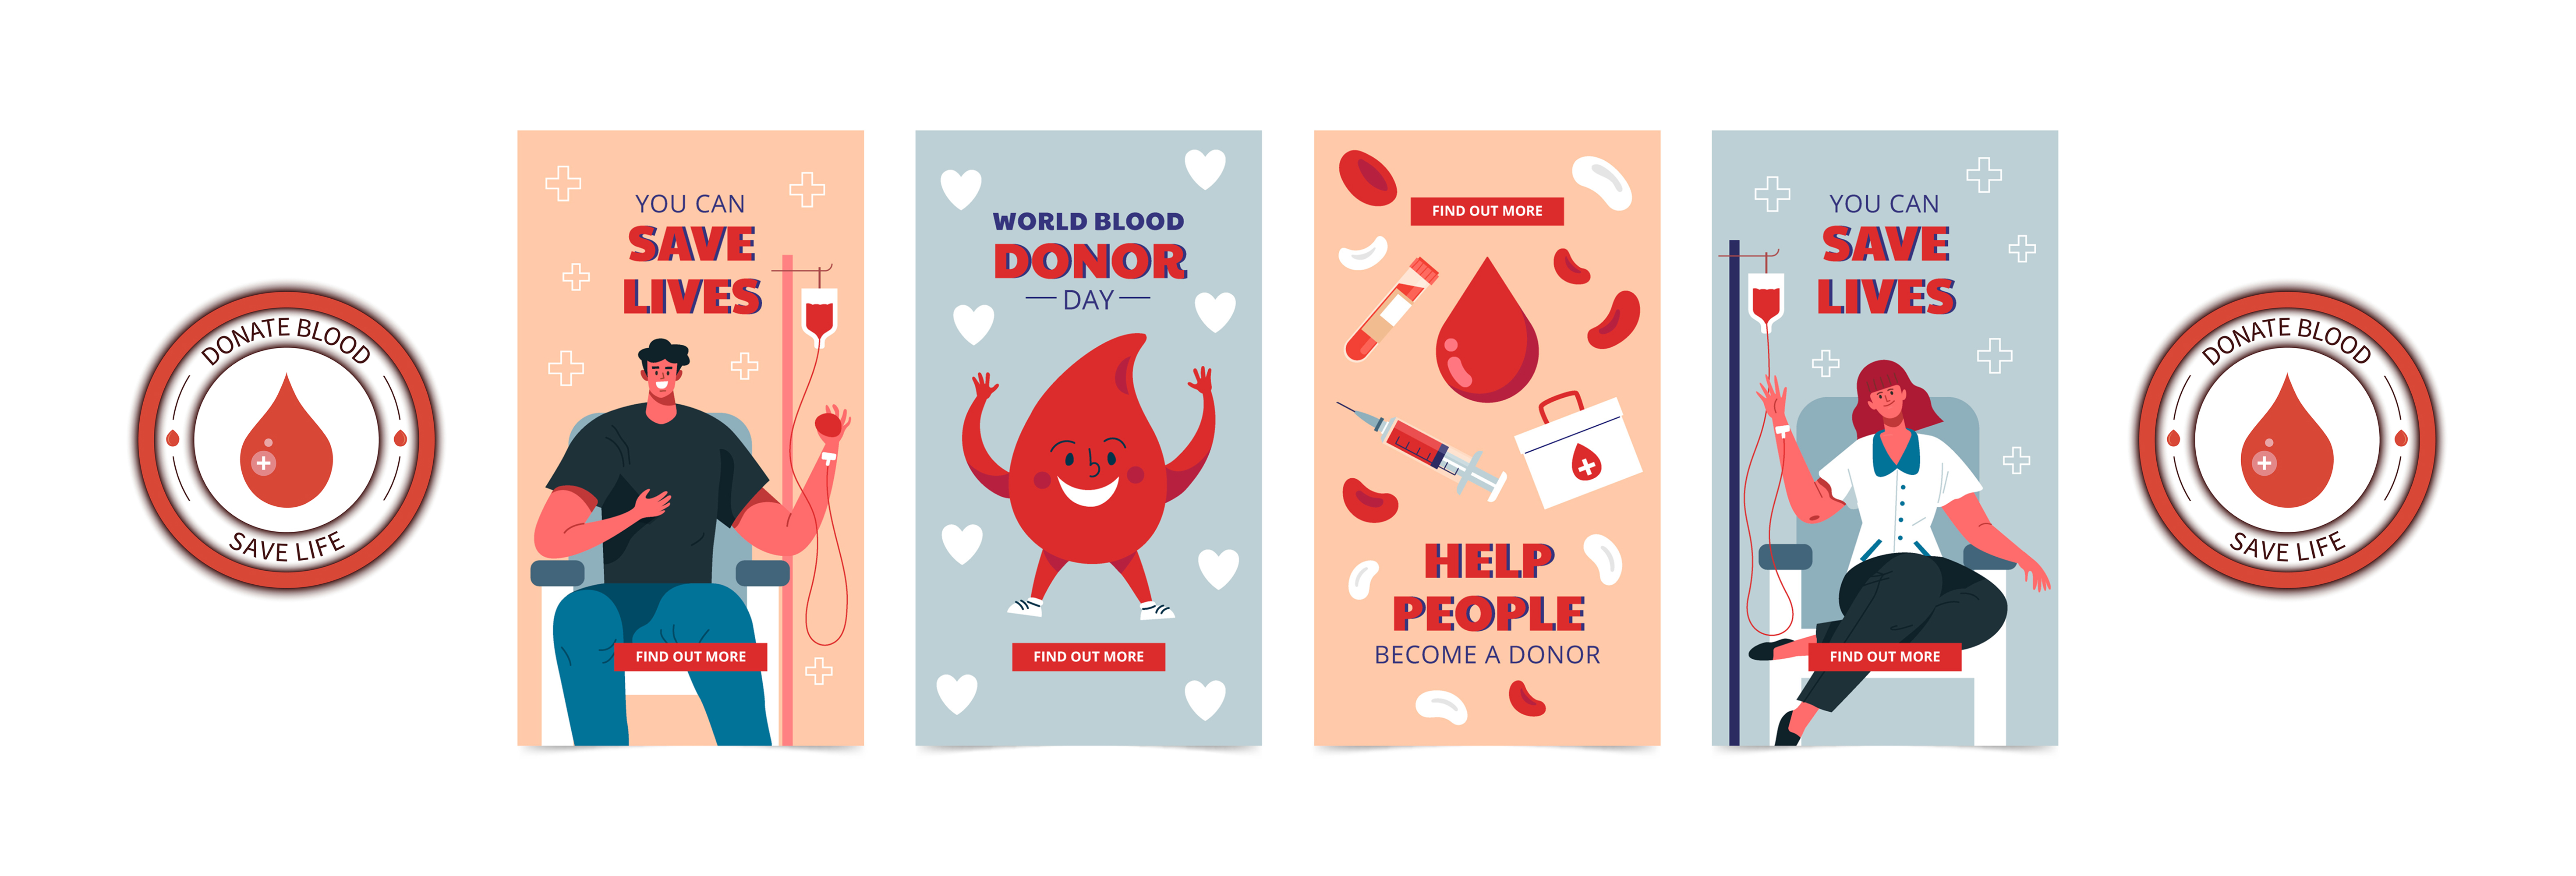 DONATE BLOOD
SAVE LIFE
YOU CAN
SAVE
LIVES
FIND OUT MORE
WORLD BLOOD
DONOR
DAY
FIND OUT MORE
FIND OUT MORE
HELP
PEOPLE
BECOME A DONOR
YOU CAN
SAVE
LIVES
FIND OUT MORE
DONATE BLOOD
SAVE LIFE